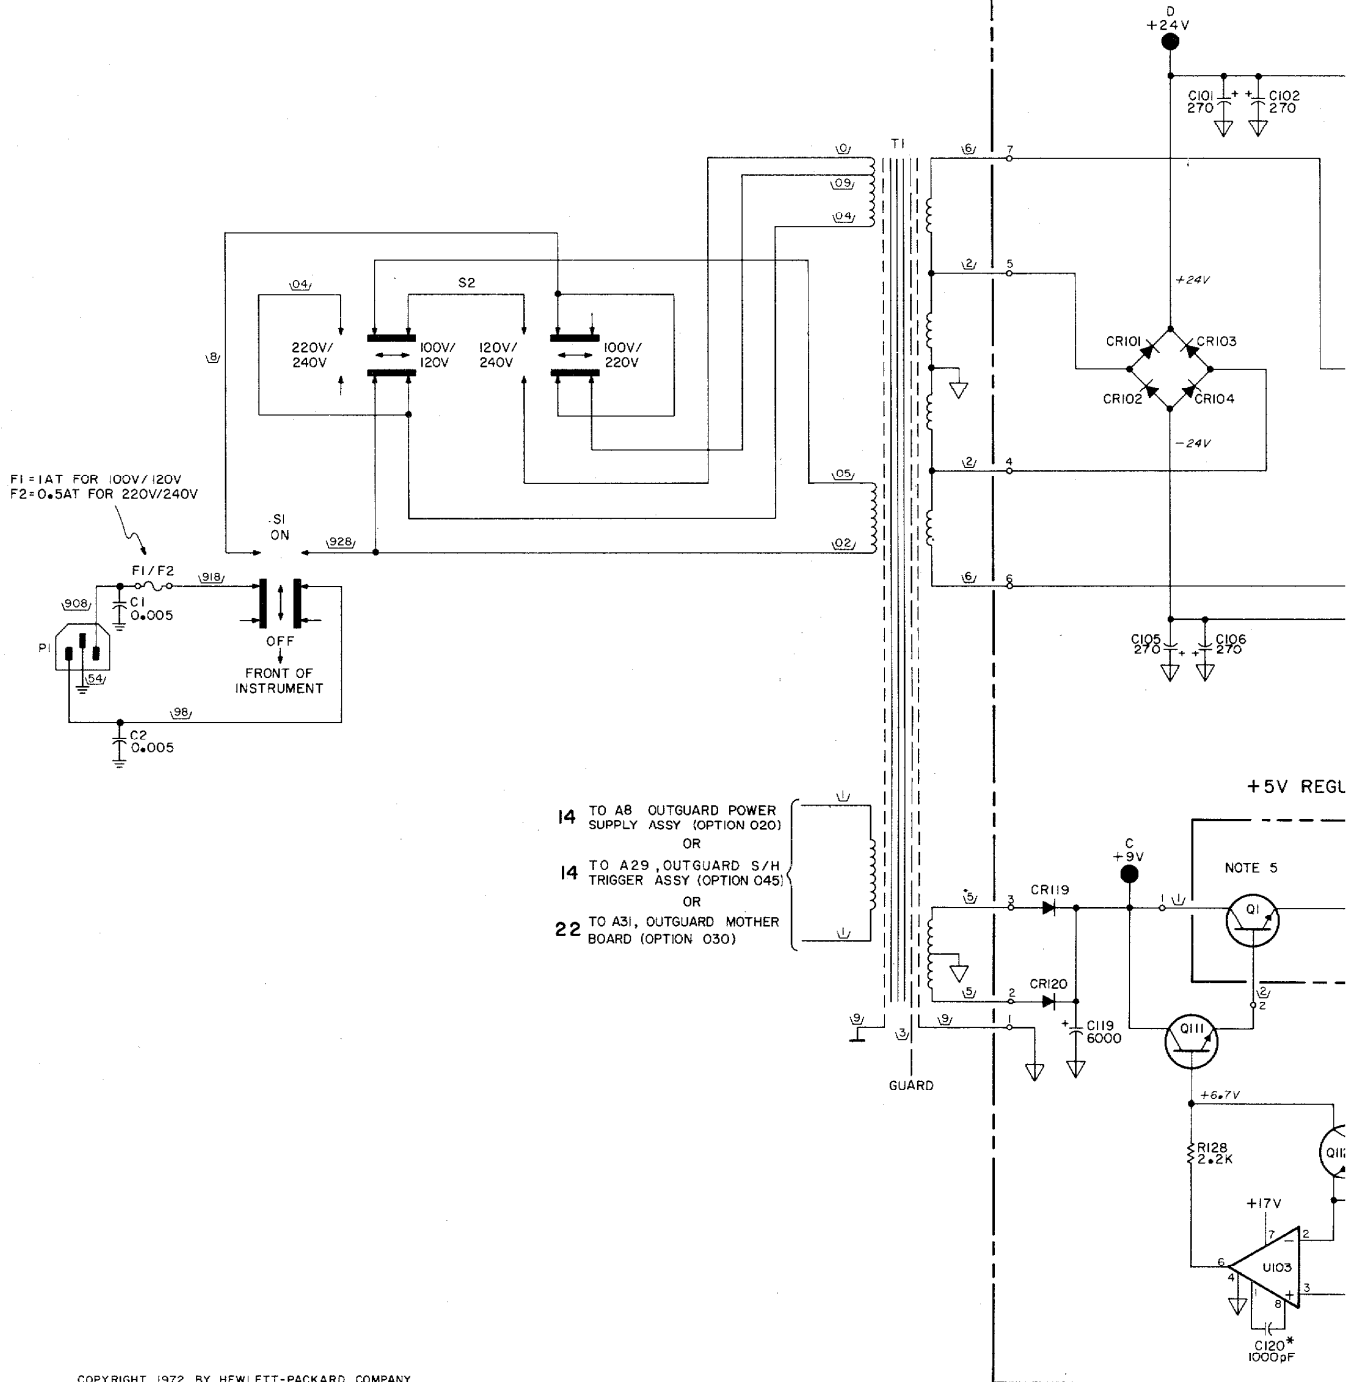 D
+24V
C101
270
+ +
C102
270
T1
0
09
04
6 7
2 5
+24V
CR101
CR103
CR102
CR104
-24V
2 4
6 6
C105
270
+ +
C106
270
04
S2
8
220V/
240V
100V/
120V
120V/
240V
100V/
220V
05
02
F1=1AT FOR 100V/120V
F2=0.5AT FOR 220V/240V
S1
ON
928
F1/F2
918
908
C1
0.005
P1
54
OFF
FRONT OF
INSTRUMENT
98
C2
0.005
1
14 TO A8 OUTGUARD POWER
SUPPLY ASSY (OPTION 020)
OR
14 TO A29, OUTGUARD S/H
TRIGGER ASSY (OPTION 045)
OR
22 TO A31, OUTGUARD MOTHER
BOARD (OPTION 030)
1
+5V REGU
C
+9V
NOTE 5
5 3
CR119
1 1
Q1
5 2
CR120
2
2
9
3
9 1
+
C119
6000
Q111
GUARD
+6.7V
R128
2.2K
Q112
+17V
7
2
-
6
U103
4
1
8
+
3
C120*
1000pF
COPYRIGHT 1972 BY HEWLETT-PACKARD COMPANY